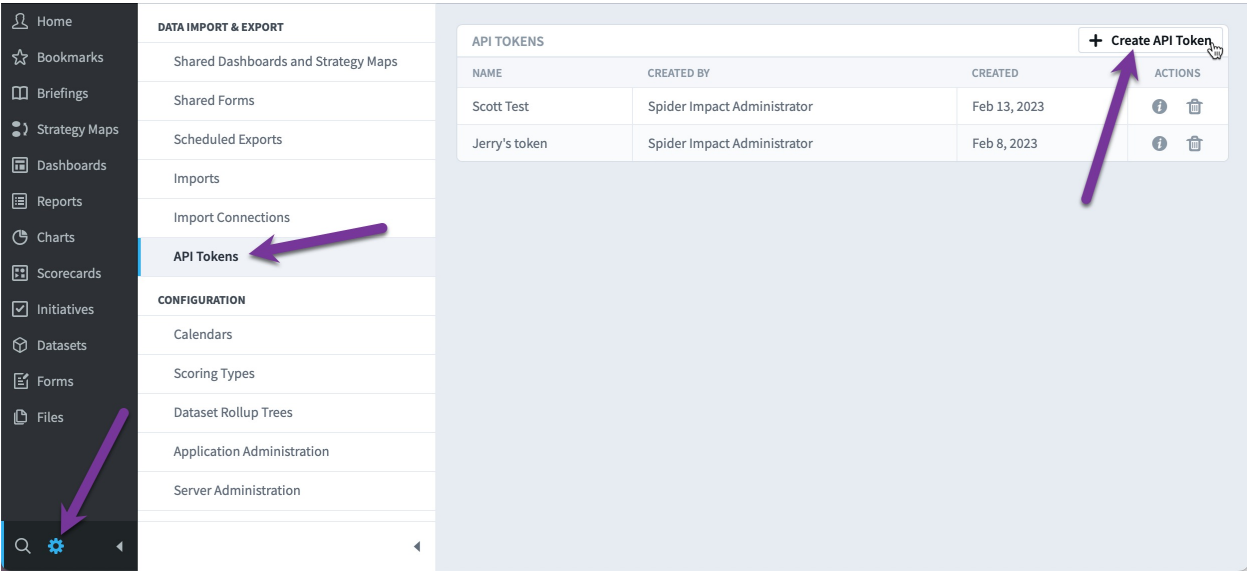 Home
Bookmarks
Briefings
Strategy Maps
Dashboards
Reports
Charts
Scorecards
Initiatives
Datasets
Forms
Files
DATA IMPORT & EXPORT
Shared Dashboards and Strategy Maps
Shared Forms
Scheduled Exports
Imports
Import Connections
API Tokens
CONFIGURATION
Calendars
Scoring Types
Dataset Rollup Trees
Application Administration
Server Administration
API TOKENS
+ Create API Token
NAME CREATED BY CREATED ACTIONS
Scott Test Spider Impact Administrator Feb 13, 2023
Jerry's token Spider Impact Administrator Feb 8, 2023